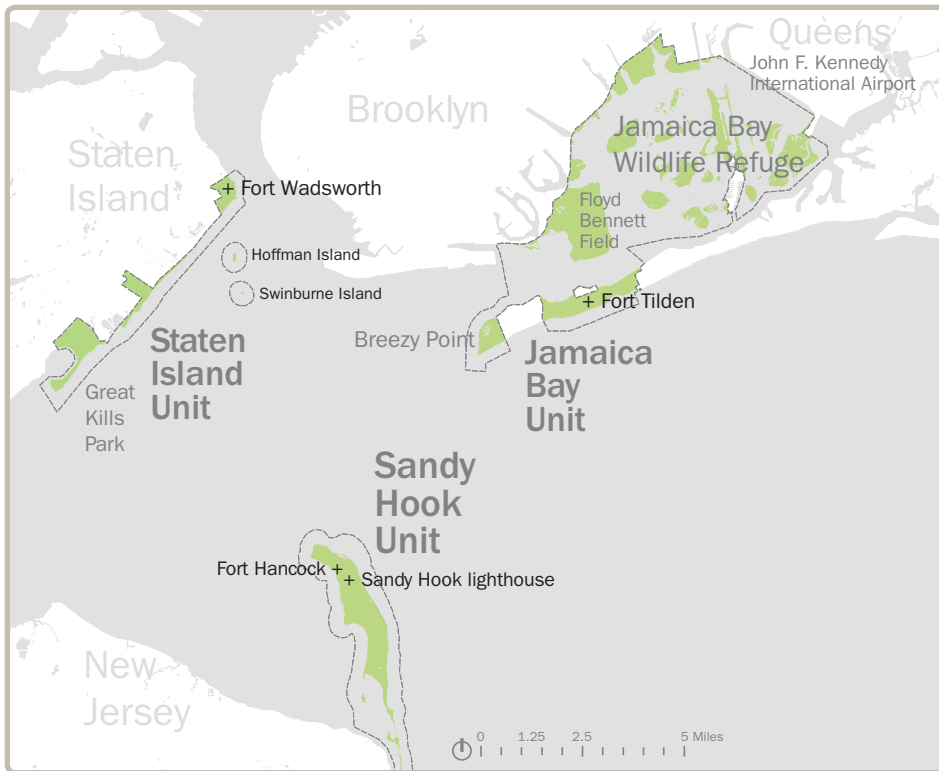 Queens
John F. Kennedy
International Airport
Brooklyn
Jamaica Bay
Wildlife Refuge
Staten
Island
Fort Wadsworth
Floyd
Bennett
Field
Hoffman Island
Swinburne Island
Fort Tilden
Breezy Point
Staten
Island
Unit
Jamaica
Bay
Unit
Great
Kills
Park
Sandy
Hook
Unit
Fort Hancock
Sandy Hook lighthouse
New
Jersey
0 1.25 2.5 5 Miles